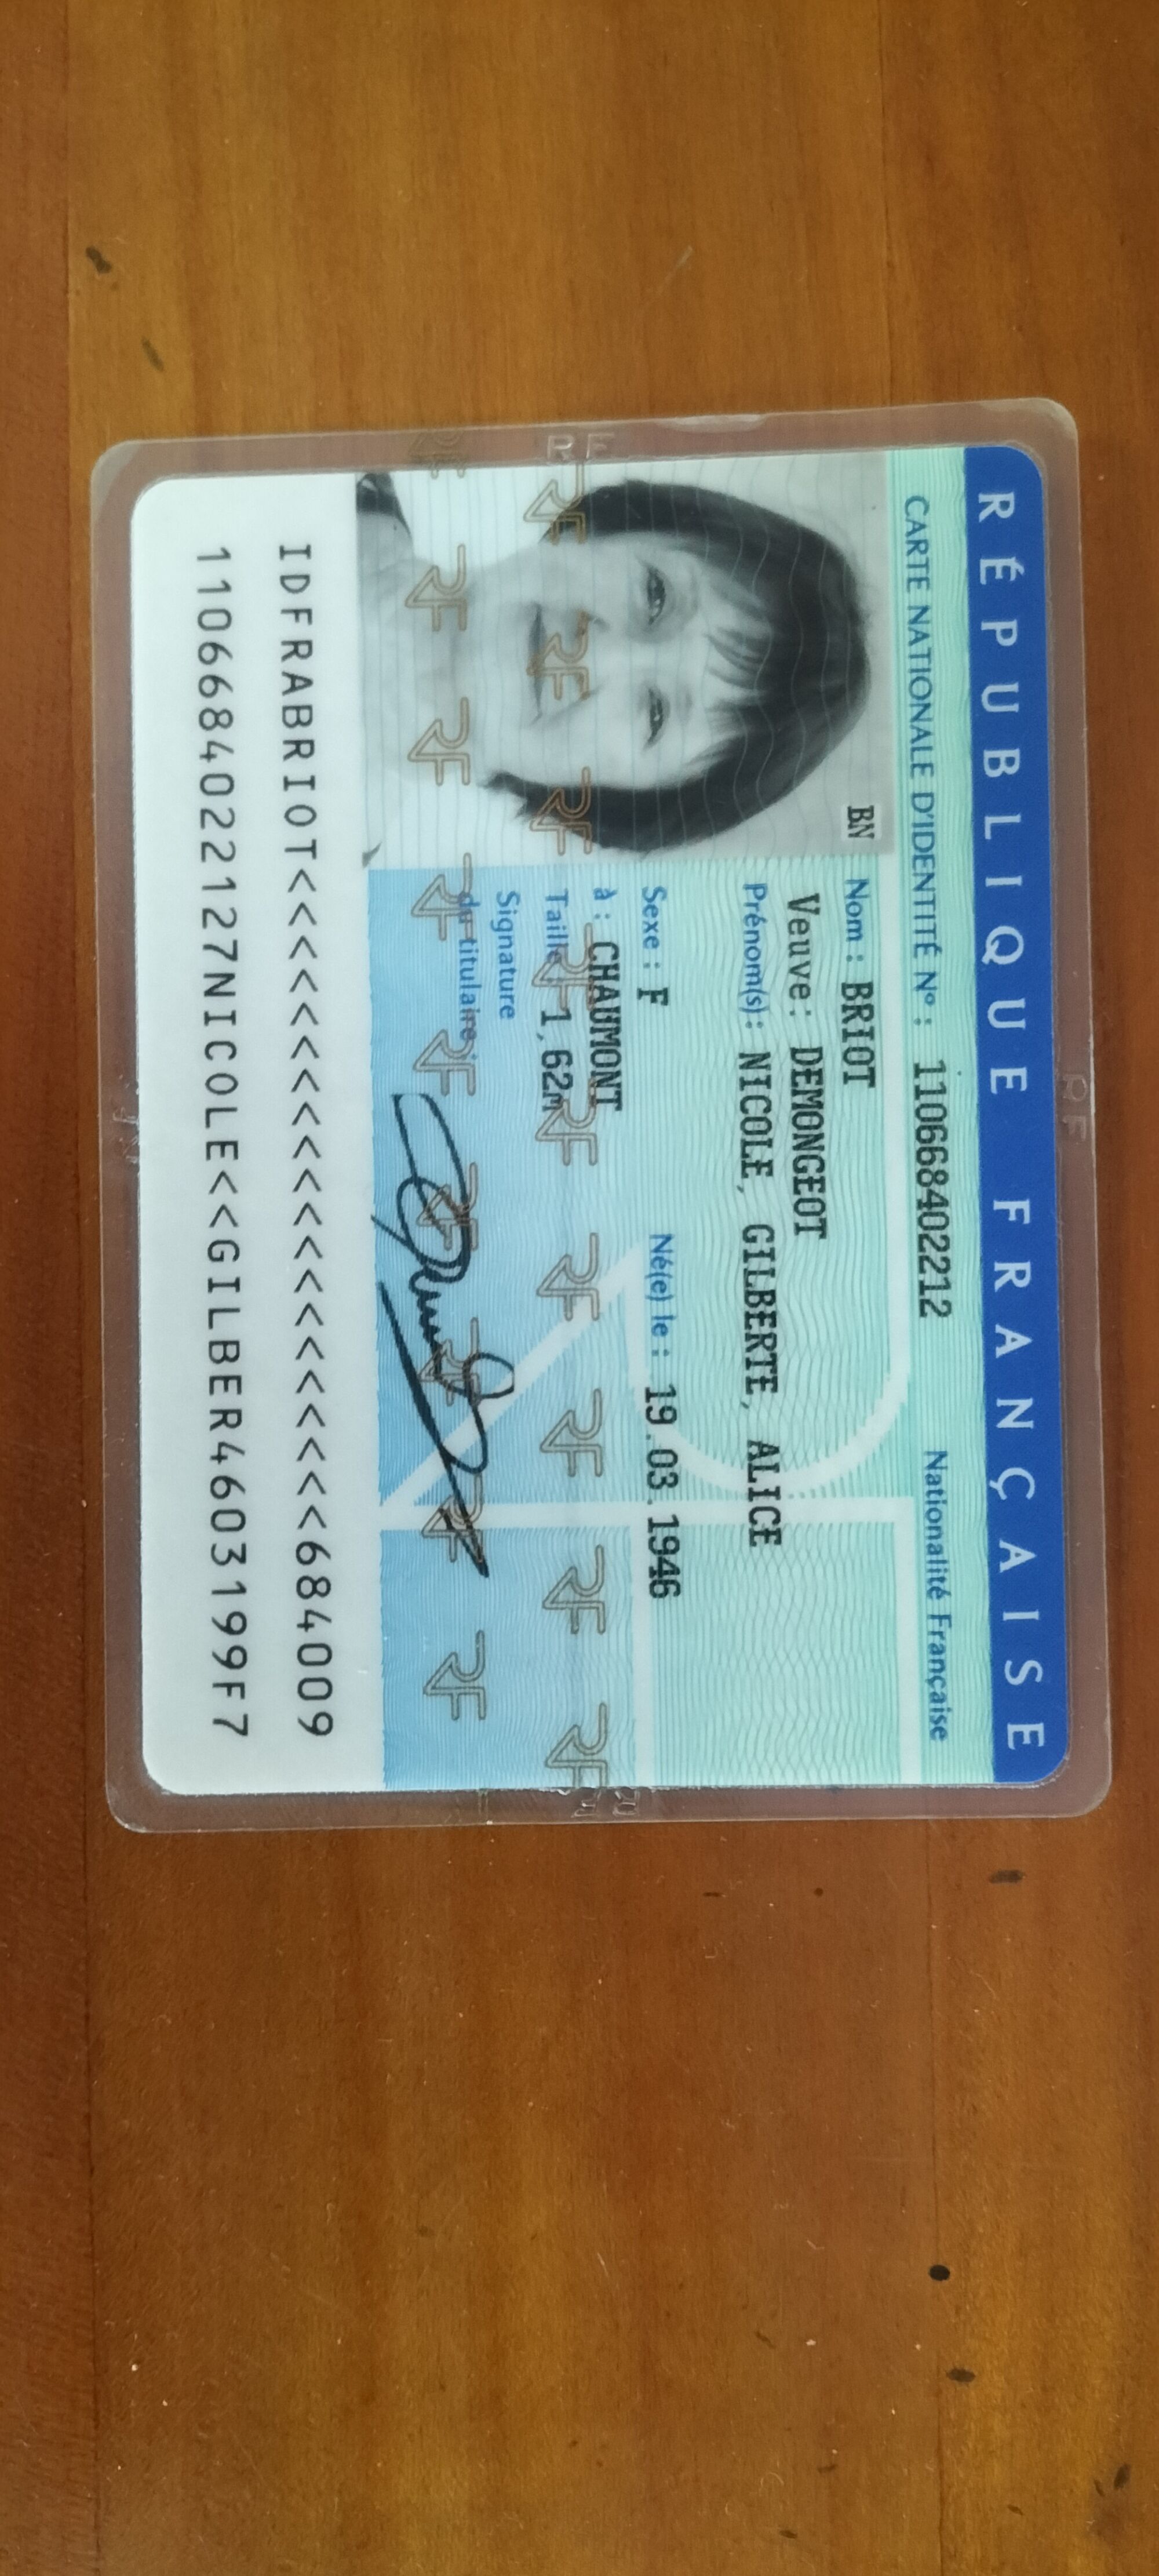 RÉPUBLIQUE FRANÇAISE
CARTE NATIONALE D'IDENTITÉ Nº : 110668402212 Nationalité Française
BN
Nom : BRIOT
Veuve : DEMONGEOT
Prénom(s) : NICOLE, GILBERTE, ALICE
Sexe : F Né(e) le : 19.03.1946
à : CHAUMONT
Taille : 1,62m
Signature
du titulaire :
IDFRABRIOT<<<<<<<<<<<<<<<<<<<<684009
1106684022127NICOLE<<GILBER4603199F7